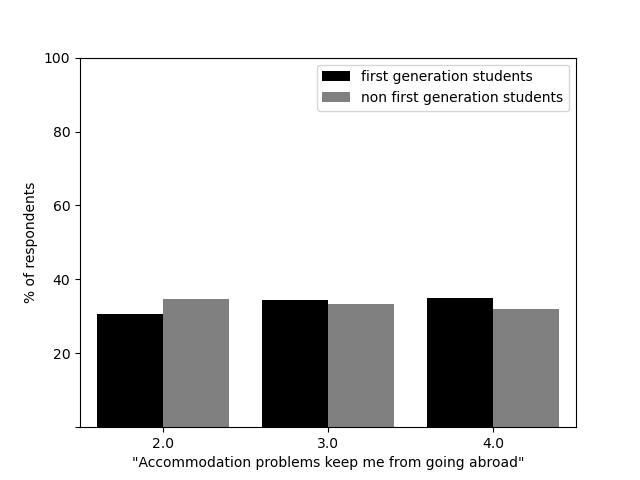 100
80
60
40
20
% of respondents
first generation students
non first generation students
2.0 3.0 4.0
"Accommodation problems keep me from going abroad"